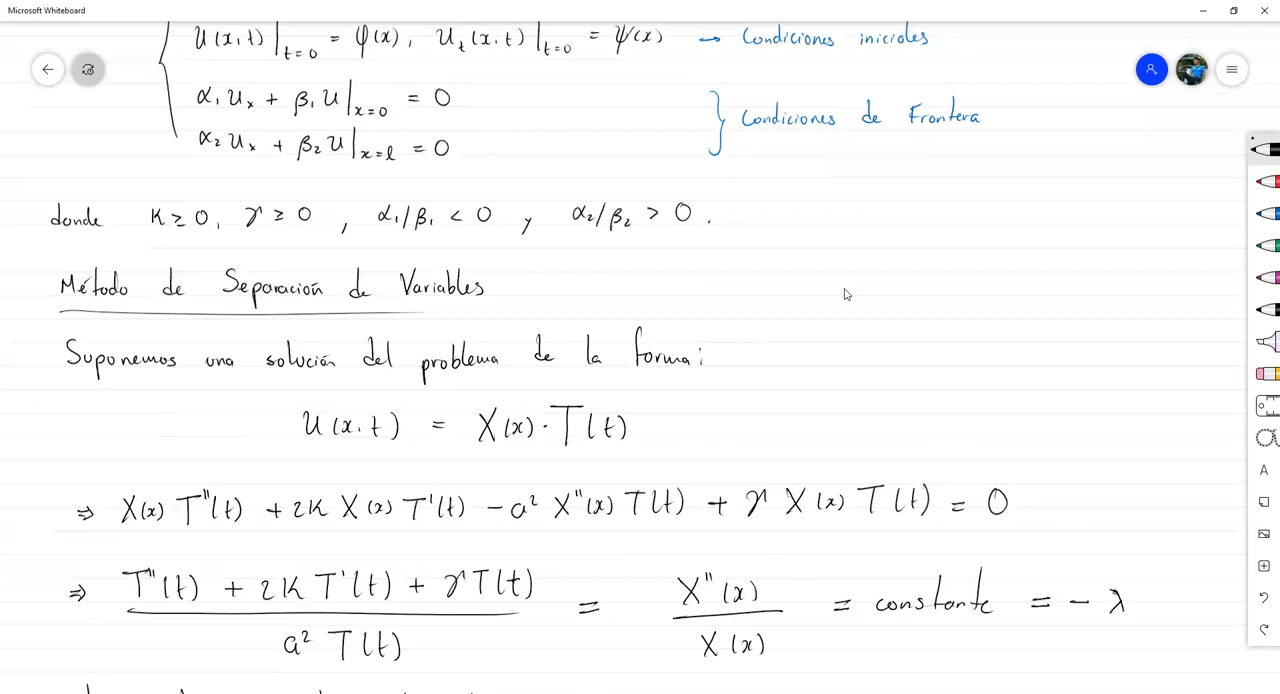 Microsoft Whiteboard
u(x,t)|_{t=0} = φ(x), u_t(x,t)|_{t=0} = ψ(x) → Condiciones iniciales
α₁ u_x + β₁ u|_{x=0} = 0
} Condiciones de Frontera
α₂ u_x + β₂ u|_{x=l} = 0
donde K ≥ 0, γ ≥ 0, α₁/β₁ < 0 y α₂/β₂ > 0.
Método de Separación de Variables
Suponemos una solución del problema de la forma:
u(x,t) = X(x)·T(t)
⇒ X(x) T''(t) + 2K X(x) T'(t) - a² X''(x) T(t) + γ X(x) T(t) = 0
⇒ (T''(t) + 2K T'(t) + γ T(t)) / (a² T(t)) = X''(x) / X(x) = constante = - λ